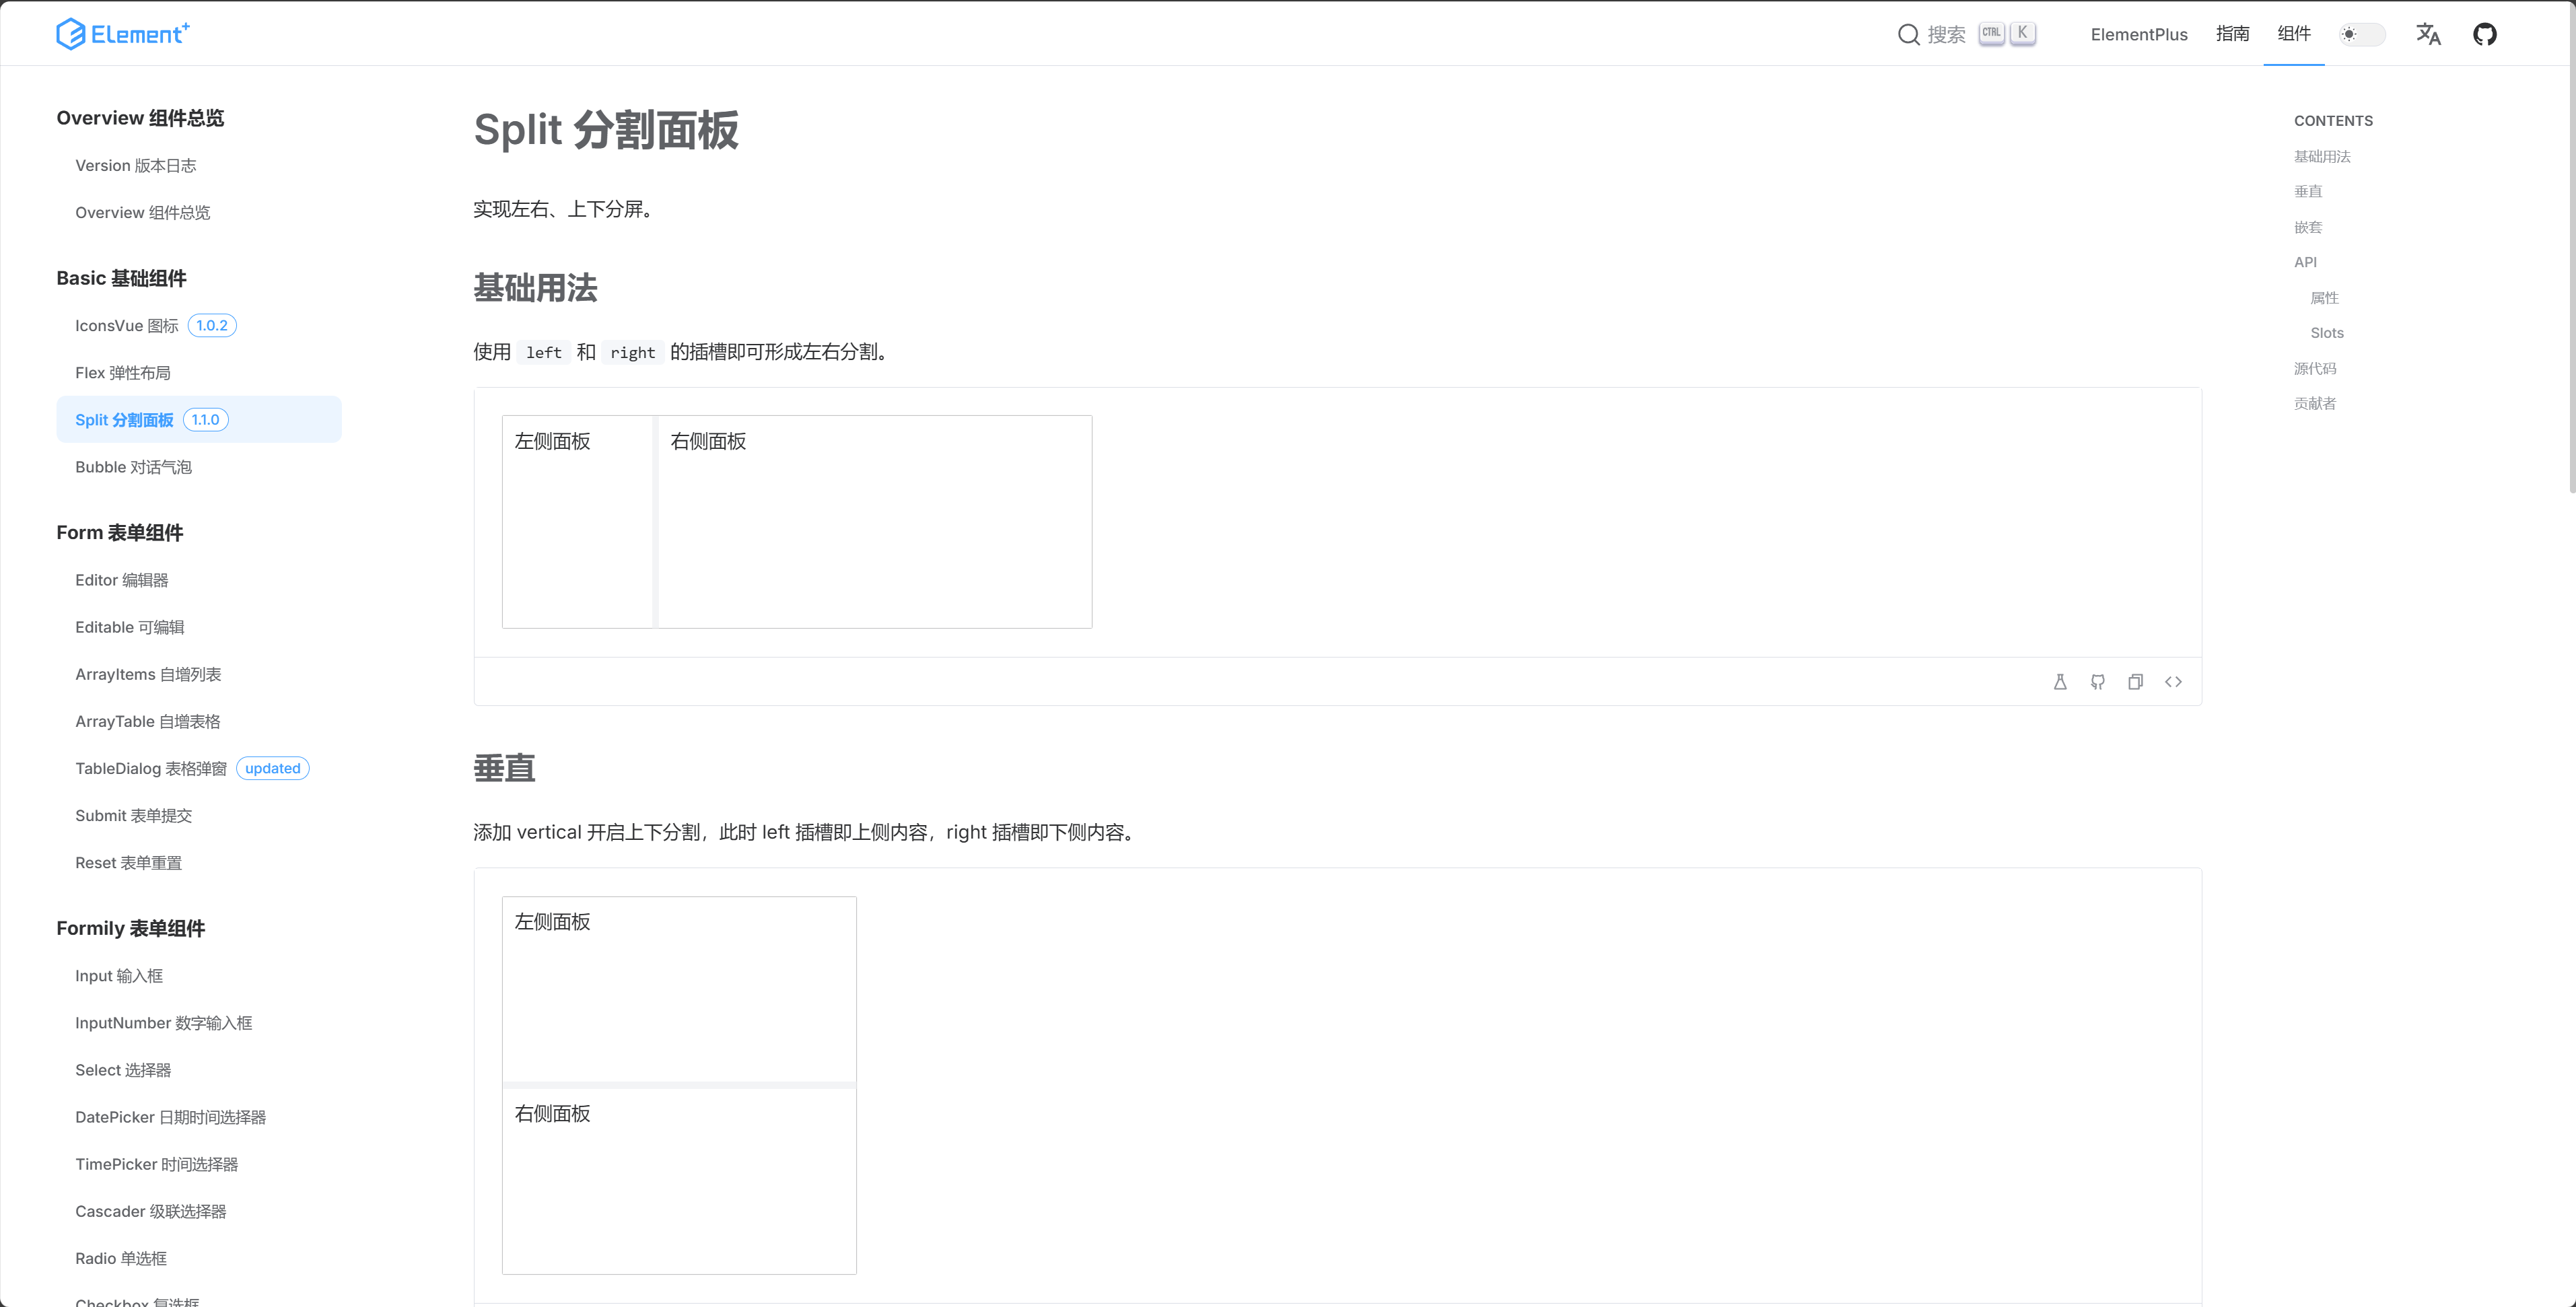 Element+
搜索 CTRL K
ElementPlus
指南
组件
Overview 组件总览
Version 版本日志
Overview 组件总览
Basic 基础组件
IconsVue 图标 1.0.2
Flex 弹性布局
Split 分割面板 1.1.0
Bubble 对话气泡
Form 表单组件
Editor 编辑器
Editable 可编辑
ArrayItems 自增列表
ArrayTable 自增表格
TableDialog 表格弹窗 updated
Submit 表单提交
Reset 表单重置
Formily 表单组件
Input 输入框
InputNumber 数字输入框
Select 选择器
DatePicker 日期时间选择器
TimePicker 时间选择器
Cascader 级联选择器
Radio 单选框
Checkbox 复选框
Split 分割面板
实现左右、上下分屏。
基础用法
使用 left 和 right 的插槽即可形成左右分割。
左侧面板
右侧面板
垂直
添加 vertical 开启上下分割，此时 left 插槽即上侧内容，right 插槽即下侧内容。
左侧面板
右侧面板
CONTENTS
基础用法
垂直
嵌套
API
属性
Slots
源代码
贡献者